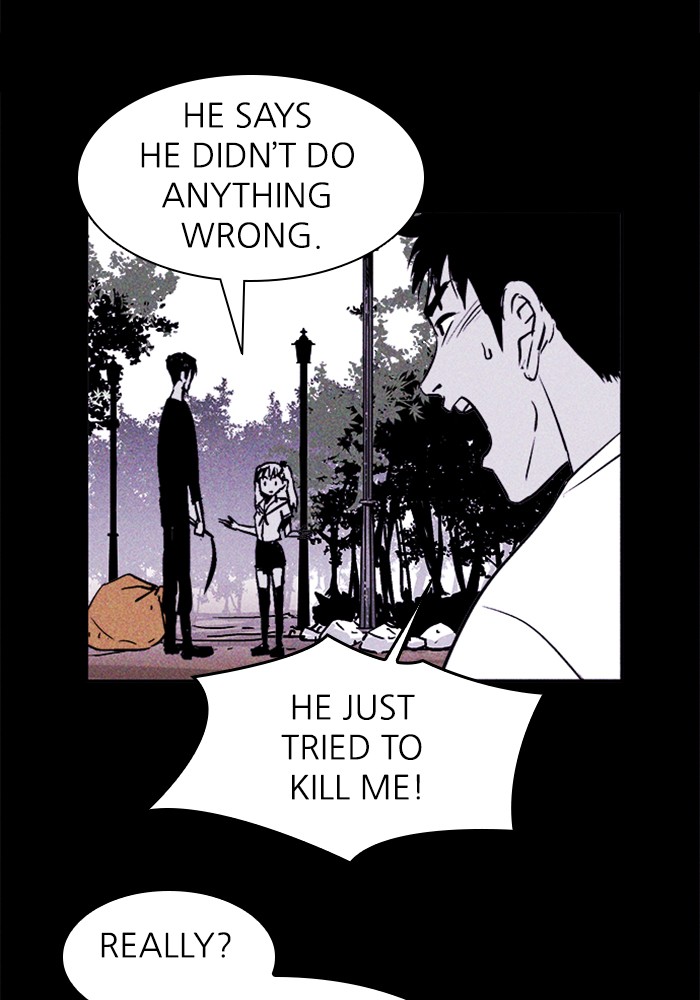 HE SAYS
HE DIDN'T DO
ANYTHING
WRONG.
HE JUST
TRIED TO
KILL ME!
REALLY?